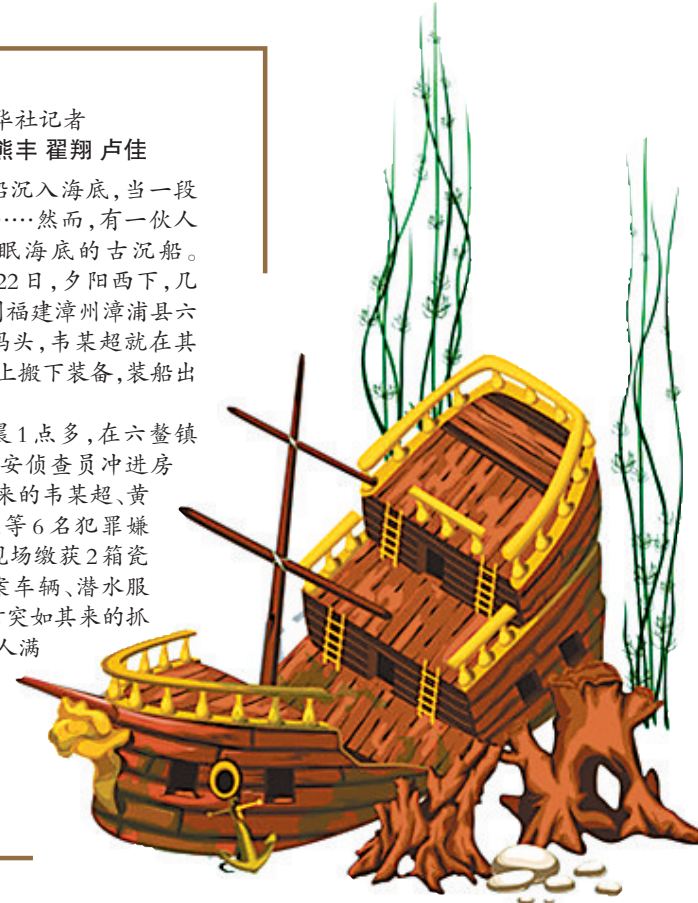 华社记者
熊丰 翟翔 卢佳
船沉入海底,当一段
……然而,有一伙人
眠海底的古沉船。
22日,夕阳西下,几
福建漳州漳浦县六
码头,韦某超就在其
上搬下装备,装船出
晨1点多,在六鳌镇
安侦查员冲进房
来的韦某超、黄
等6名犯罪嫌
现场缴获2箱瓷
案车辆、潜水服
突如其来的抓
人满